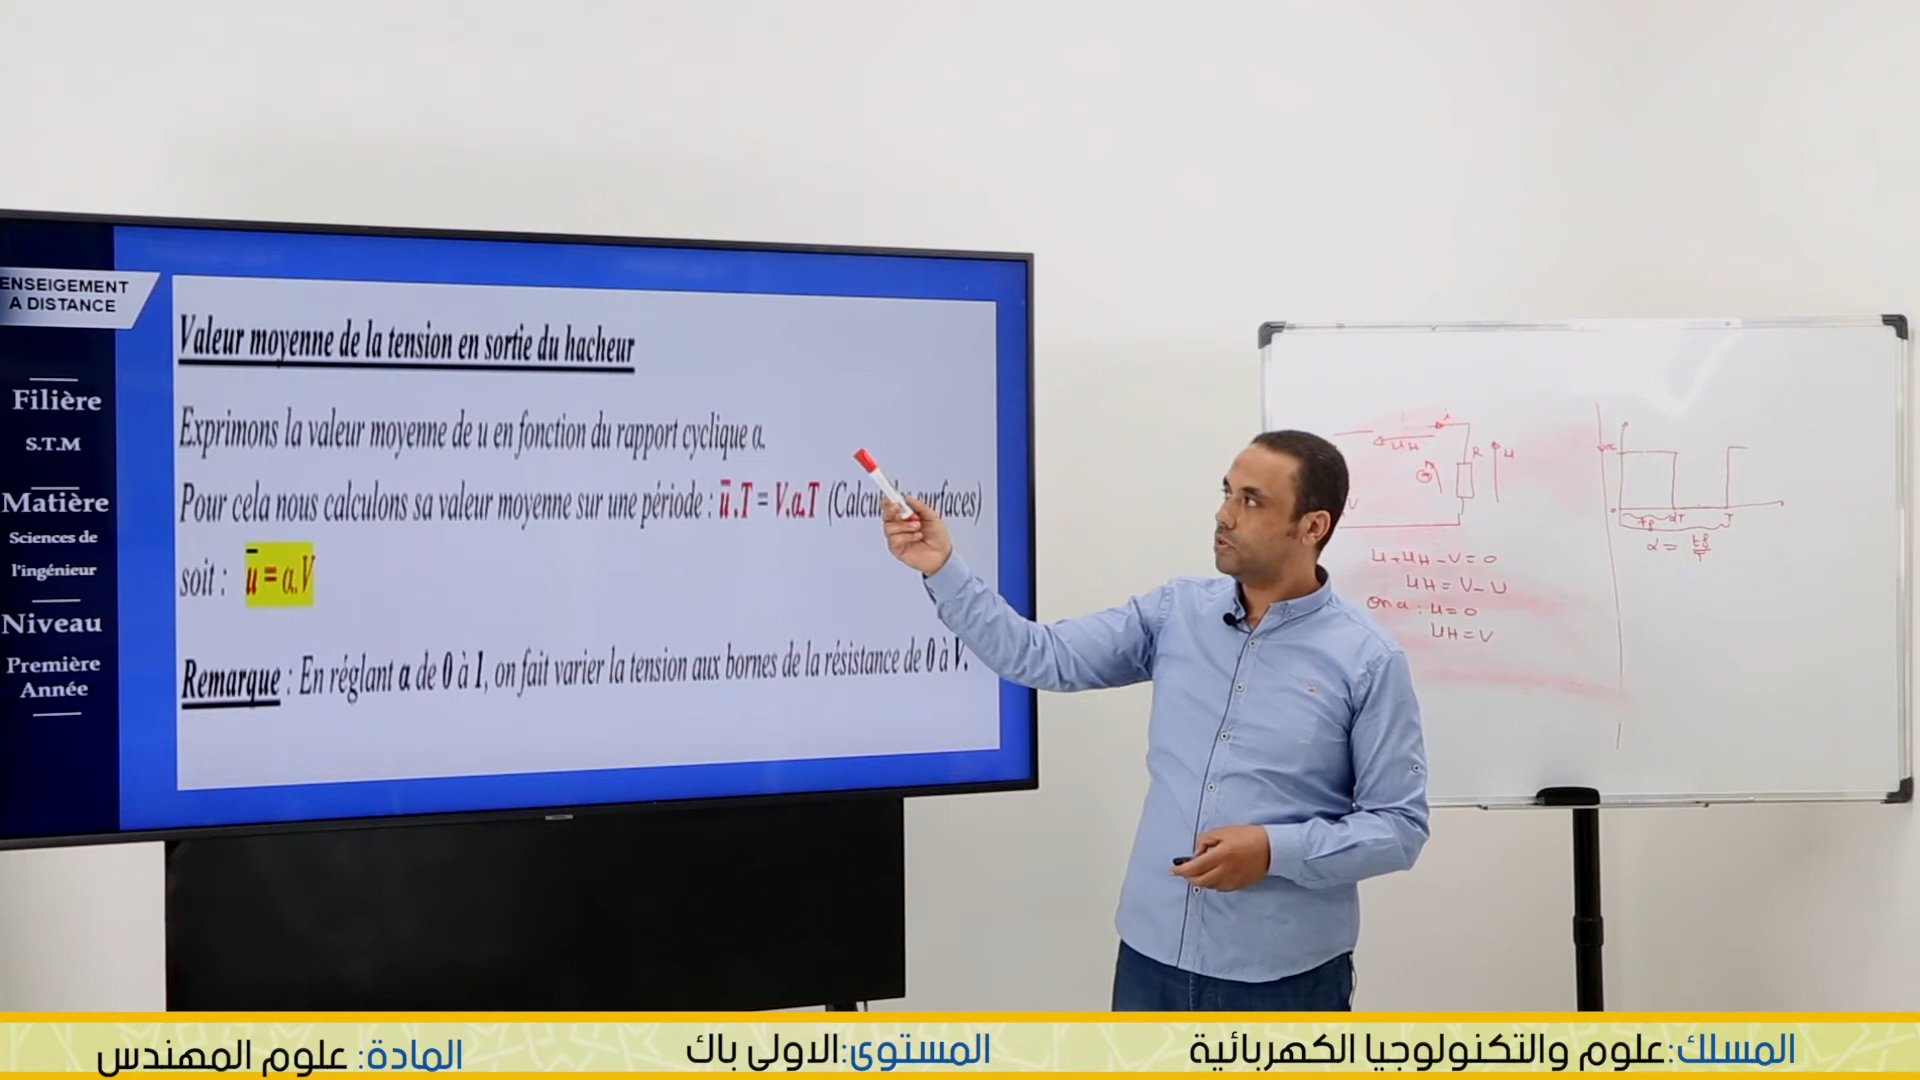 ENSEIGEMENT
A DISTANCE
Filière
S.T.M
Matière
Sciences de
l'ingénieur
Niveau
Première
Année
Valeur moyenne de la tension en sortie du hacheur
Exprimons la valeur moyenne de u en fonction du rapport cyclique α.
Pour cela nous calculons sa valeur moyenne sur une période : u̅.T = V.α.T (Calcul surfaces)
soit : u̅ = α.V
Remarque : En réglant α de 0 à 1, on fait varier la tension aux bornes de la résistance de 0 à V.
i
uH
R
u
V
u+uH-V=0
uH=V-U
On a : u=0
uH=V
αT
T
α = tf/T
المسلك:علوم والتكنولوجيا الكهربائية
المستوى:الاولى باك
المادة: علوم المهندس